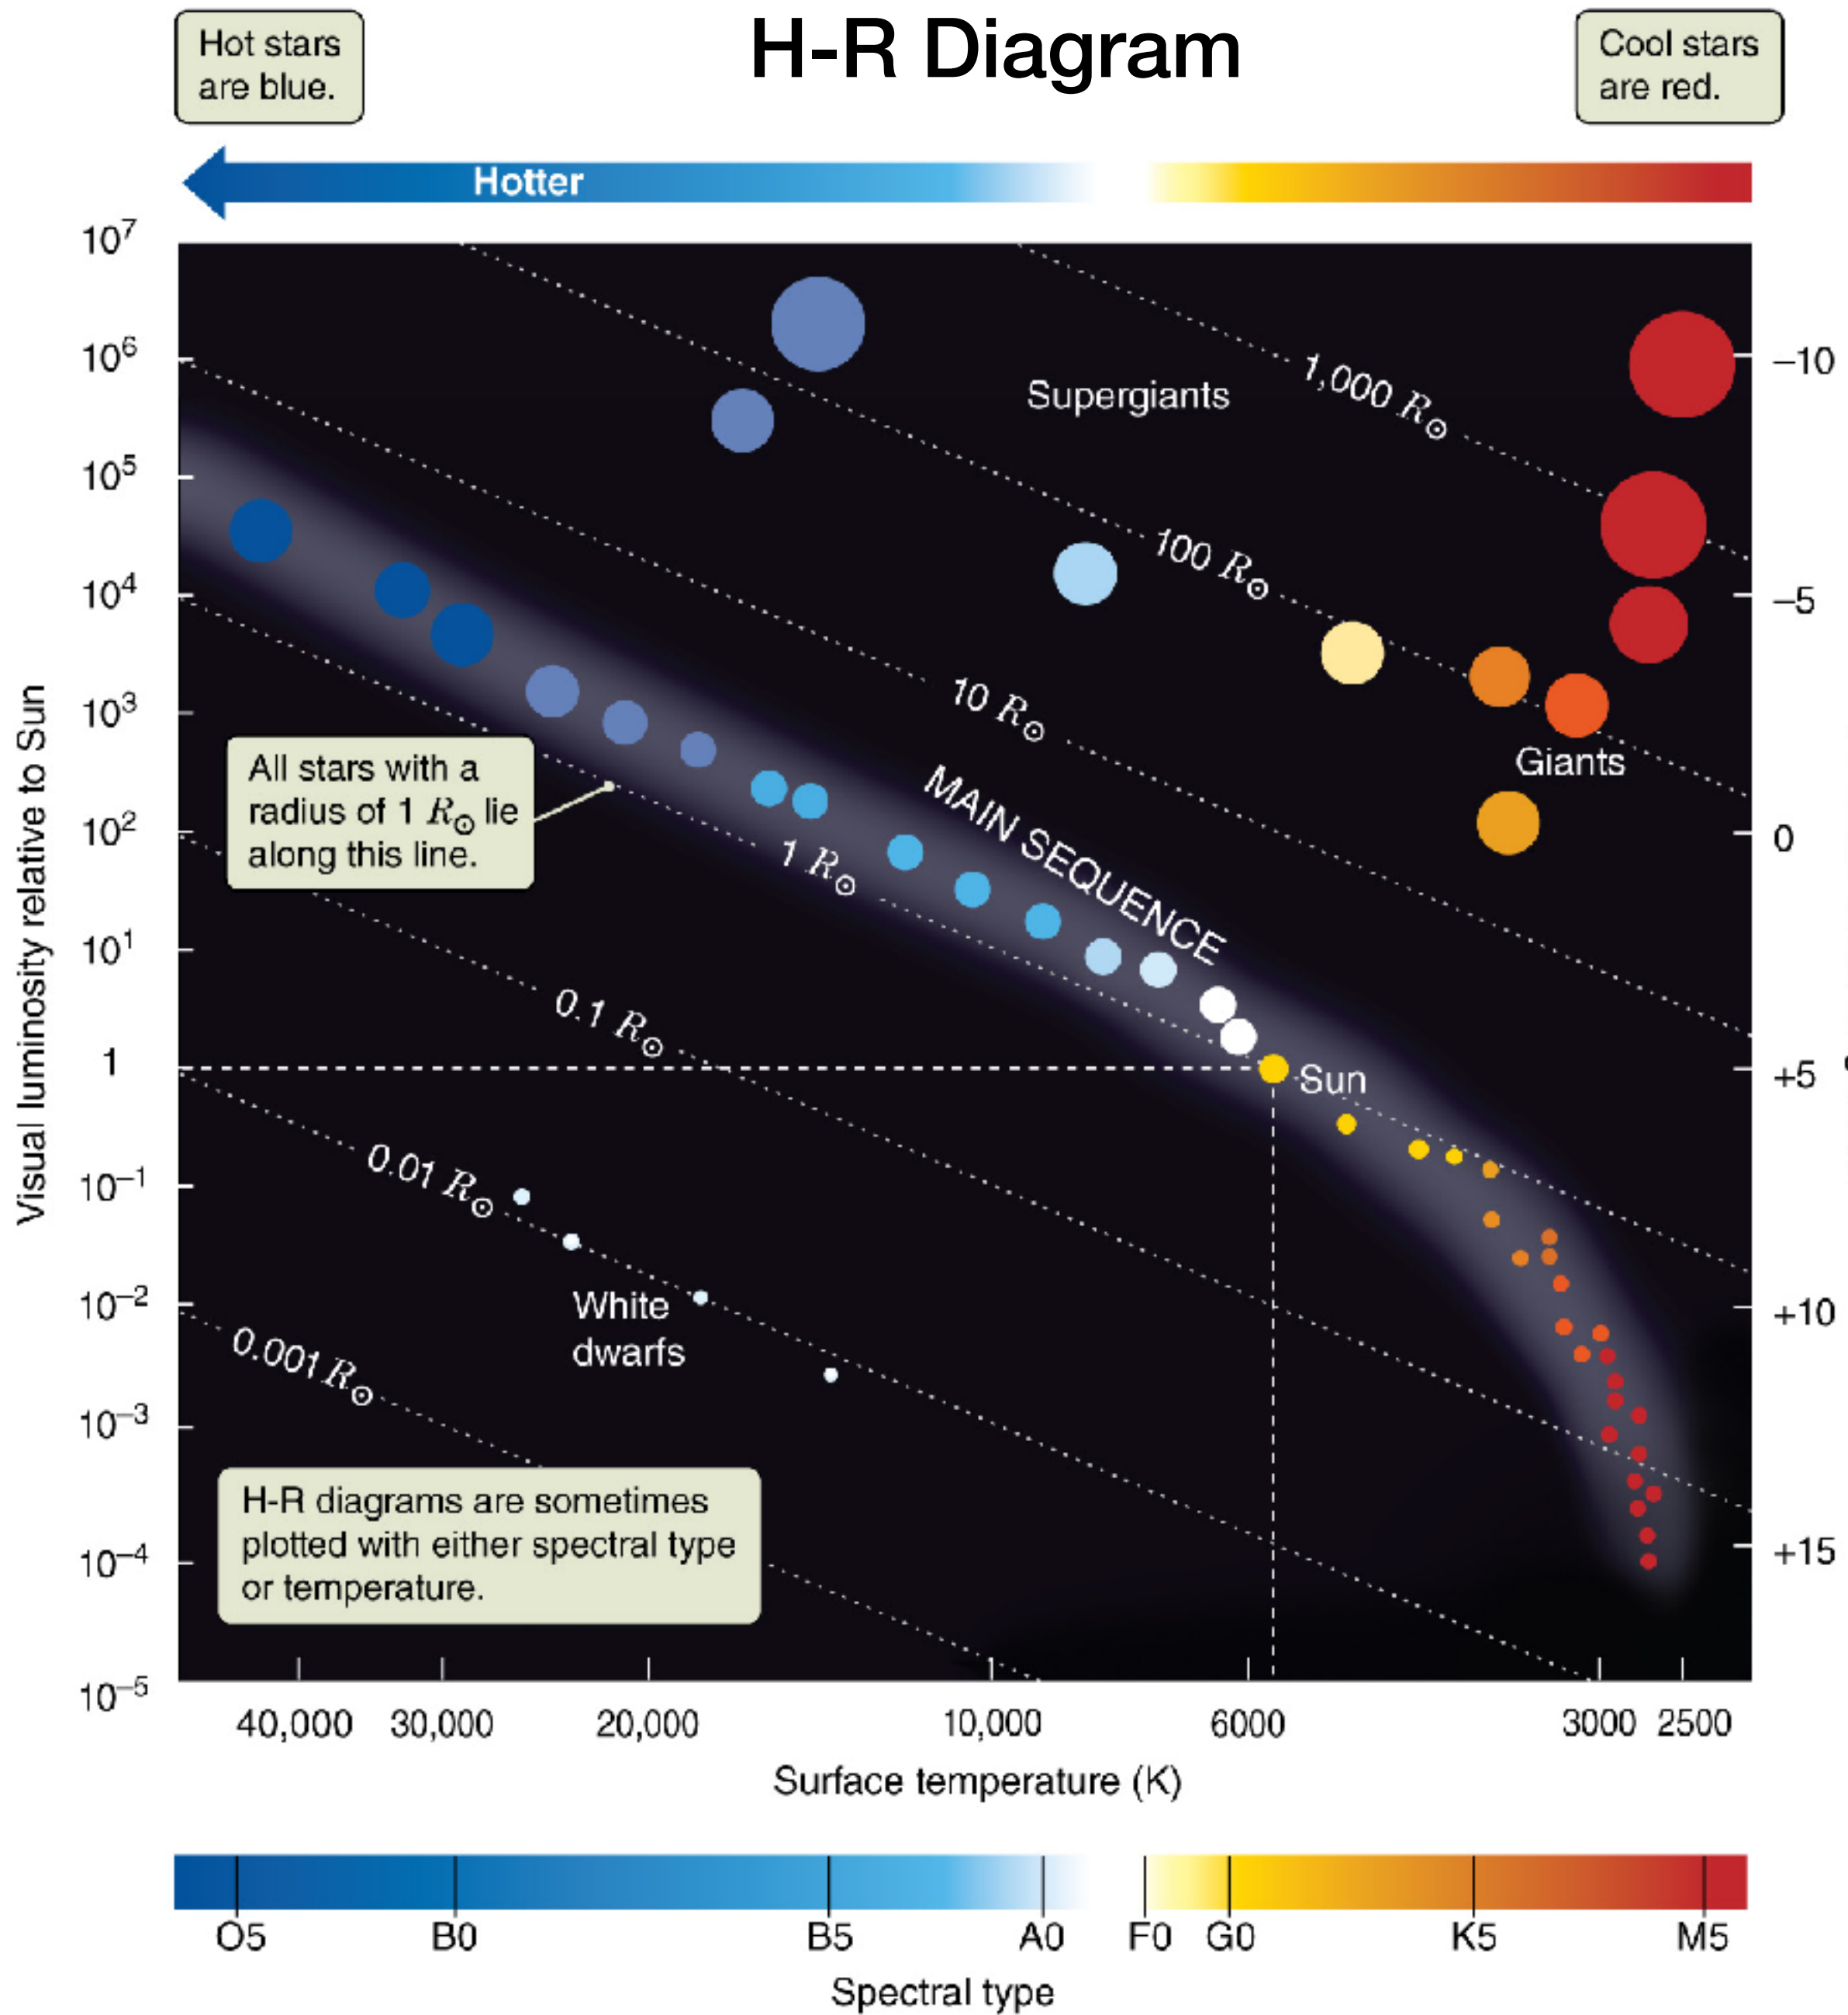 H-R Diagram
Hot stars
are blue.
Cool stars
are red.
Hotter
10⁷
10⁶
10⁵
10⁴
10³
10²
10¹
1
10⁻¹
10⁻²
10⁻³
10⁻⁴
10⁻⁵
Visual luminosity relative to Sun
–10
–5
0
+5
+10
+15
Supergiants
1,000 R⊙
100 R⊙
10 R⊙
Giants
All stars with a
radius of 1 R⊙ lie
along this line.
MAIN SEQUENCE
1 R⊙
0.1 R⊙
Sun
0.01 R⊙
White
dwarfs
0.001 R⊙
H-R diagrams are sometimes
plotted with either spectral type
or temperature.
40,000 30,000 20,000 10,000 6000 3000 2500
Surface temperature (K)
O5 B0 B5 A0 F0 G0 K5 M5
Spectral type